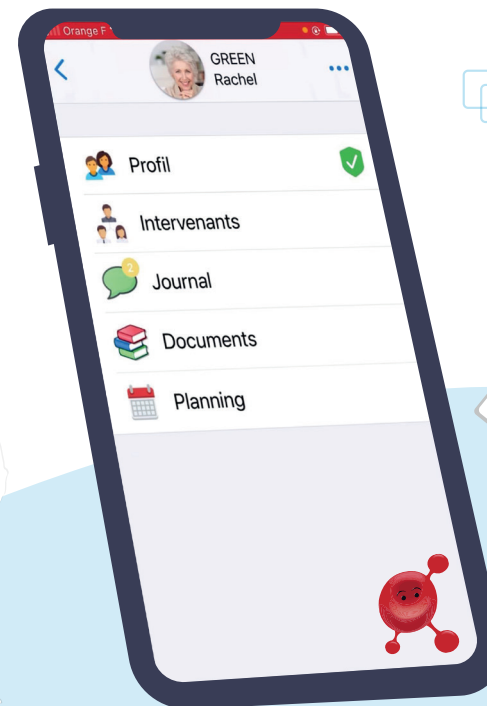 Orange F
GREEN
Rachel
Profil
Intervenants
2
Journal
Documents
Planning